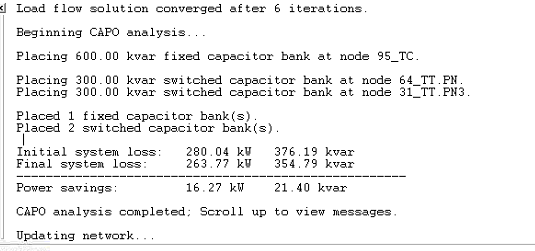 Load flow solution converged after 6 iterations.
Beginning CAPO analysis...
Placing 600.00 kvar fixed capacitor bank at node 95_TC.
Placing 300.00 kvar switched capacitor bank at node 64_TT.PN.
Placing 300.00 kvar switched capacitor bank at node 31_TT.PN3.
Placed 1 fixed capacitor bank(s).
Placed 2 switched capacitor bank(s).
Initial system loss: 280.04 kW 376.19 kvar
Final system loss: 263.77 kW 354.79 kvar
------------------------------------------------------
Power savings: 16.27 kW 21.40 kvar
CAPO analysis completed; Scroll up to view messages.
Updating network...